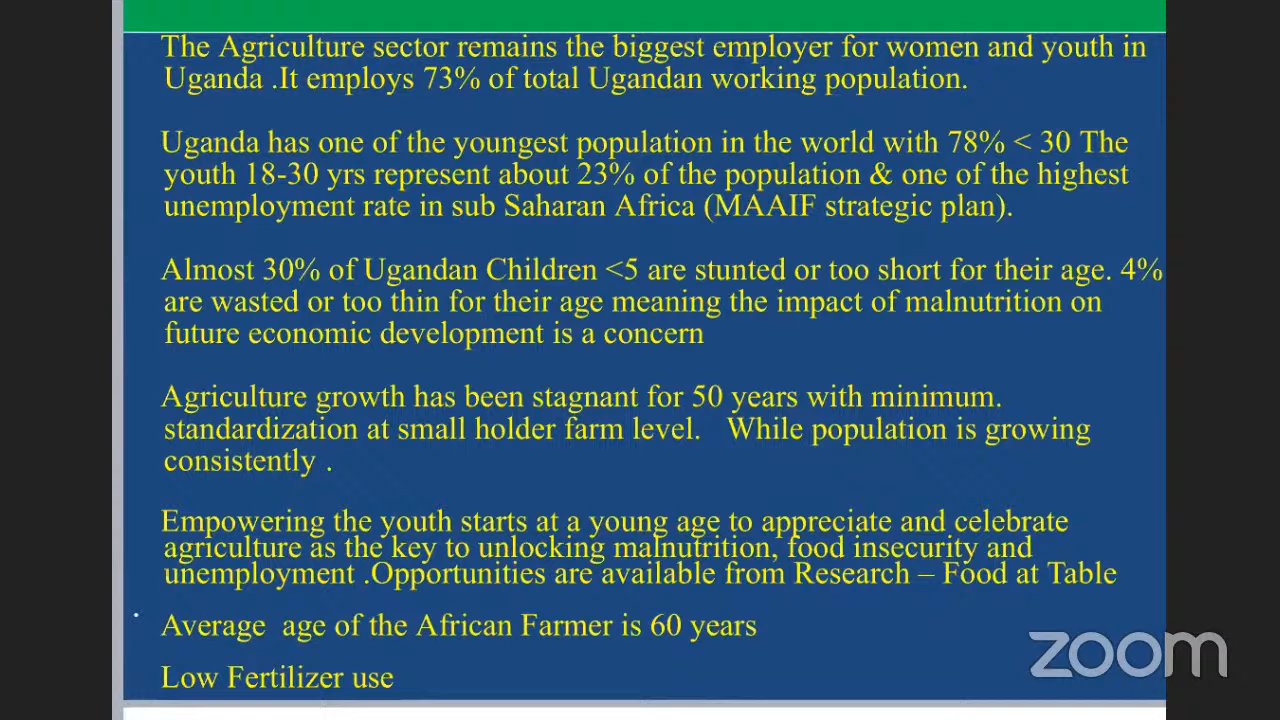 The Agriculture sector remains the biggest employer for women and youth in
Uganda .It employs 73% of total Ugandan working population.
Uganda has one of the youngest population in the world with 78% < 30 The
youth 18-30 yrs represent about 23% of the population & one of the highest
unemployment rate in sub Saharan Africa (MAAIF strategic plan).
Almost 30% of Ugandan Children <5 are stunted or too short for their age. 4%
are wasted or too thin for their age meaning the impact of malnutrition on
future economic development is a concern
Agriculture growth has been stagnant for 50 years with minimum.
standardization at small holder farm level.   While population is growing
consistently .
Empowering the youth starts at a young age to appreciate and celebrate
agriculture as the key to unlocking malnutrition, food insecurity and
unemployment .Opportunities are available from Research – Food at Table
Average  age of the African Farmer is 60 years
Low Fertilizer use
zoom